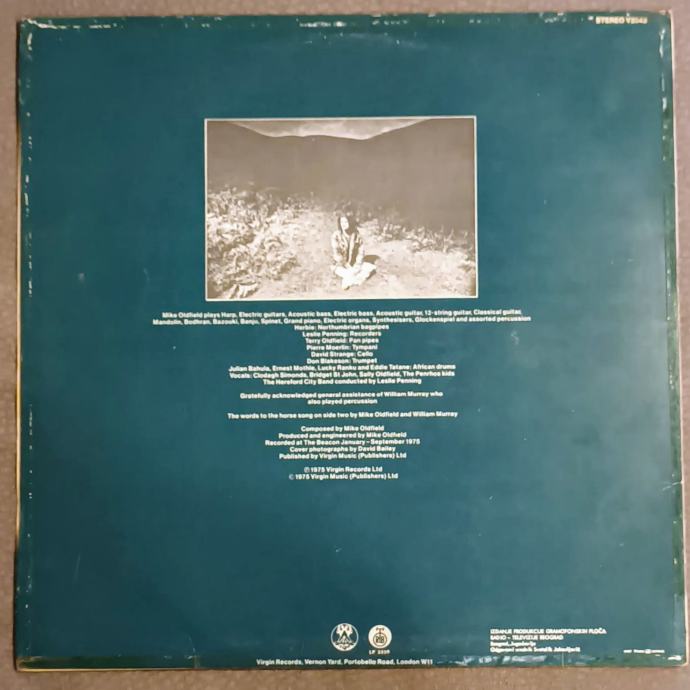 STEREO V2043
Mike Oldfield plays Harp, Electric guitars, Acoustic bass, Electric bass, Acoustic guitar, 12-string guitar, Classical guitar,
Mandolin, Bodhran, Bazouki, Banjo, Spinet, Grand piano, Electric organs, Synthesisers, Glockenspiel and assorted percussion
Herbie: Northumbrian bagpipes
Leslie Penning: Recorders
Terry Oldfield: Pan pipes
Pierre Moerlin: Tympani
David Strange: Cello
Don Blakeson: Trumpet
Julian Bahula, Ernest Mothle, Lucky Ranku and Eddie Tatane: African drums
Vocals: Clodagh Simonds, Bridget St John, Sally Oldfield, The Penrhos kids
The Hereford City Band conducted by Leslie Penning
Gratefully acknowledged general assistance of William Murray who
also played percussion
The words to the horse song on side two by Mike Oldfield and William Murray
Composed by Mike Oldfield
Produced and engineered by Mike Oldfield
Recorded at The Beacon January – September 1975
Cover photographs by David Bailey
Published by Virgin Music (Publishers) Ltd
℗ 1975 Virgin Records Ltd
© 1975 Virgin Music (Publishers) Ltd
LP 5559
IZDANJE PRODUKCIJE GRAMOFONSKIH PLOČA
RADIO – TELEVIZIJE BEOGRAD
Beograd, Jugoslavija
Odgovorni urednik
Virgin Records, Vernon Yard, Portobello Road, London W11